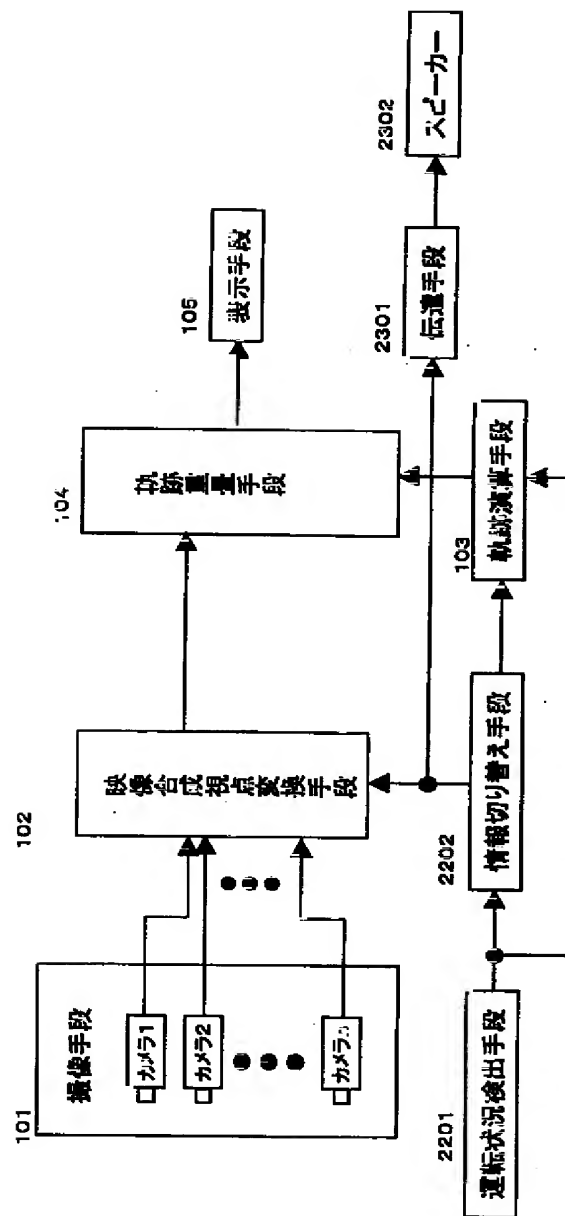 101
撮像手段
カメラ1
カメラ2
カメラn
102
映像合成視点変換手段
104
軌跡重畳手段
105
表示手段
2201
運転状況検出手段
2202
情報切り替え手段
103
軌跡演算手段
2301
伝達手段
2302
スピーカー